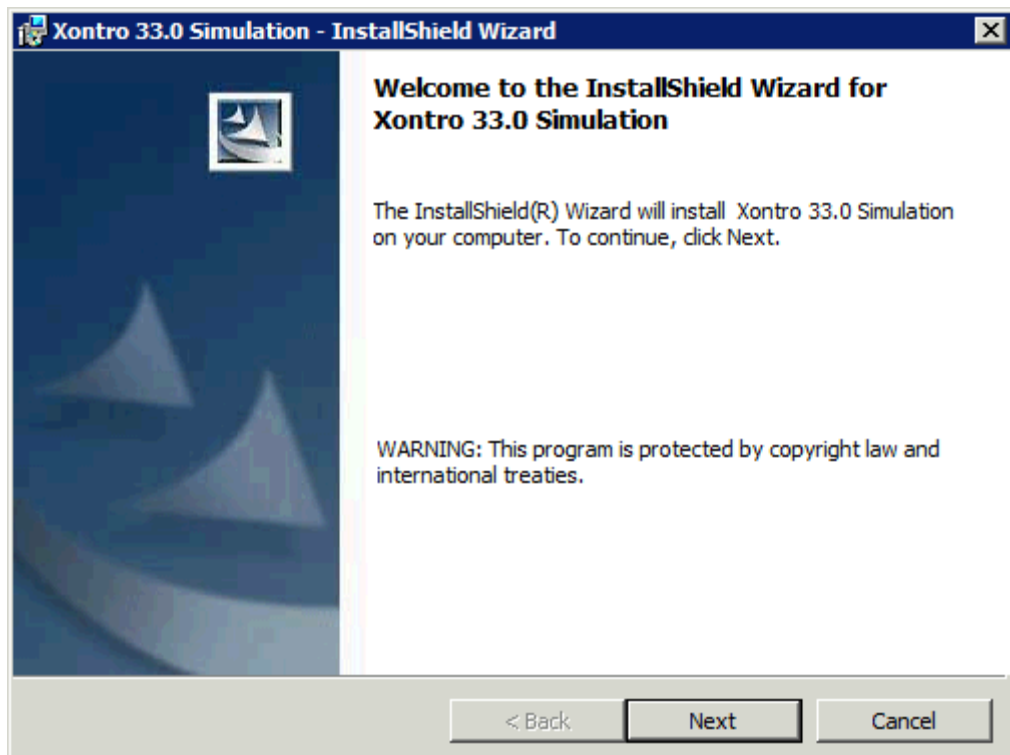 Xontro 33.0 Simulation - InstallShield Wizard
Welcome to the InstallShield Wizard for
Xontro 33.0 Simulation
The InstallShield(R) Wizard will install  Xontro 33.0 Simulation
on your computer. To continue, click Next.
WARNING: This program is protected by copyright law and
international treaties.
< Back
Next
Cancel